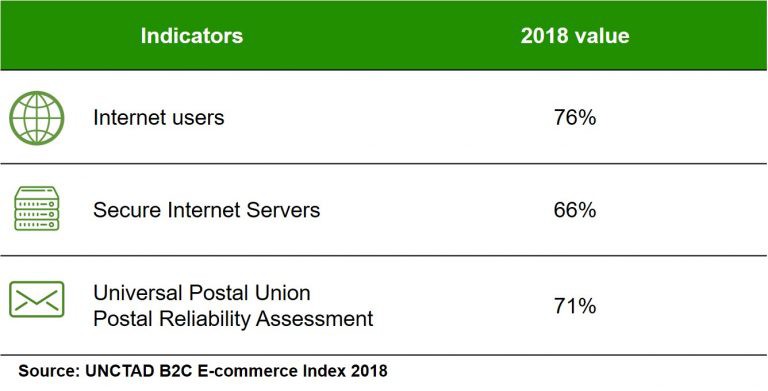 Indicators 2018 value
Internet users 76%
Secure Internet Servers 66%
Universal Postal Union
Postal Reliability Assessment 71%
Source: UNCTAD B2C E-commerce Index 2018